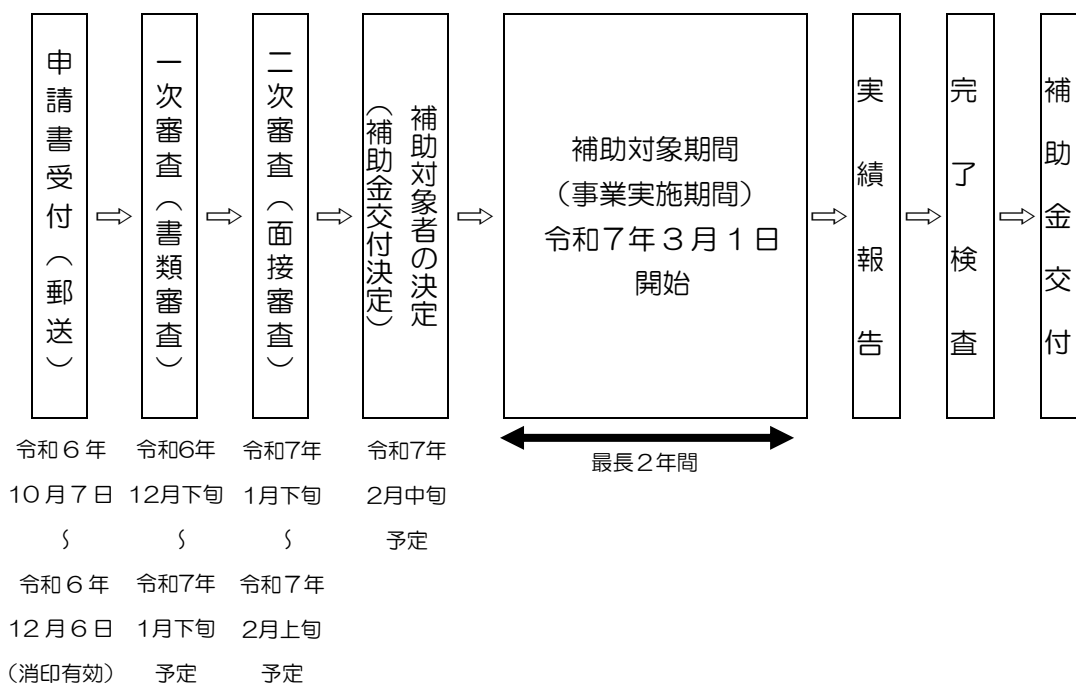 申請書受付（郵送）
一次審査（書類審査）
二次審査（面接審査）
補助対象者の決定
（補助金交付決定）
補助対象期間
（事業実施期間）
令和７年３月１日
開始
実績報告
完了検査
補助金交付
令和６年
10月７日
～
令和６年
12月６日
（消印有効）
令和6年
12月下旬
～
令和7年
1月下旬
予定
令和7年
1月下旬
～
令和７年
2月上旬
予定
令和7年
2月中旬
予定
最長２年間